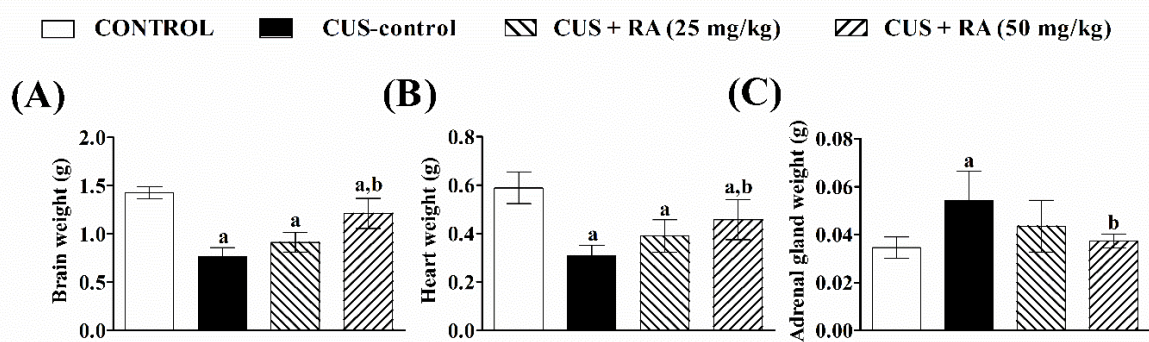 CONTROL CUS-control CUS + RA (25 mg/kg) CUS + RA (50 mg/kg)
(A)
Brain weight (g)
2.0
1.5
1.0
0.5
0.0
a
a
a,b
(B)
Heart weight (g)
0.8
0.6
0.4
0.2
0.0
a
a
a,b
(C)
Adrenal gland weight (g)
0.08
0.06
0.04
0.02
0.00
a
b